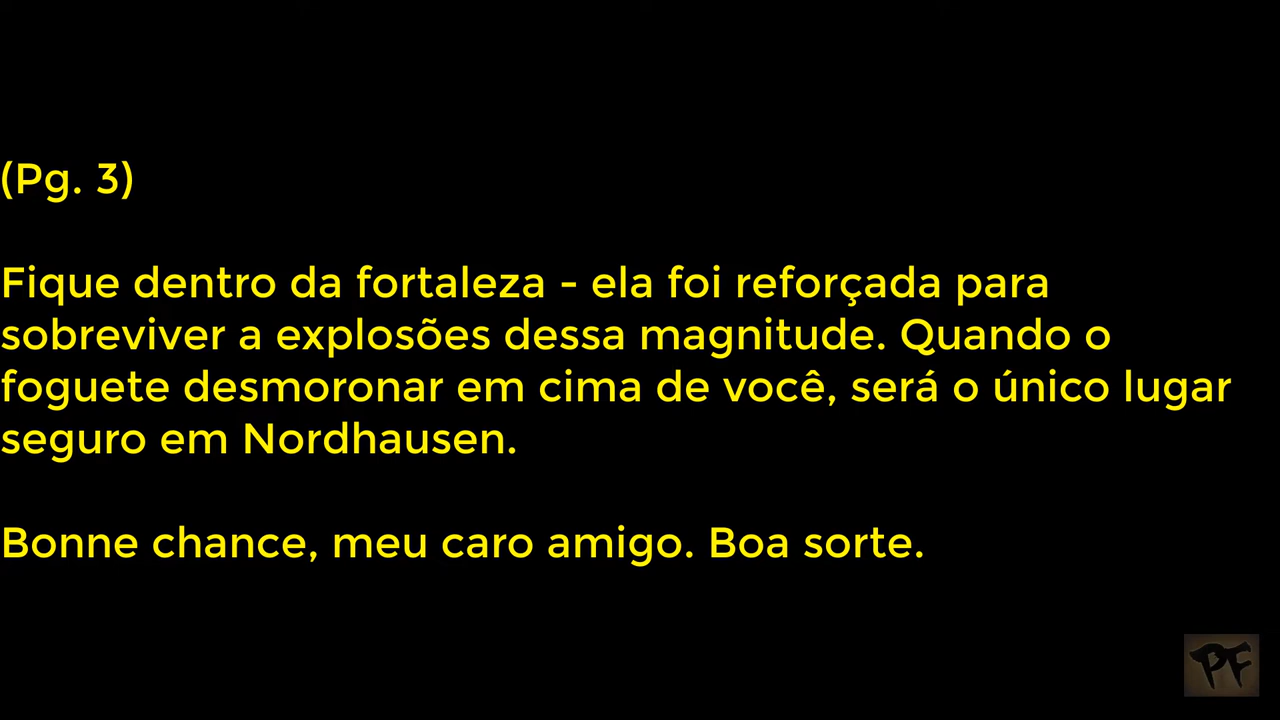 (Pg. 3)
Fique dentro da fortaleza - ela foi reforçada para
sobreviver a explosões dessa magnitude. Quando o
foguete desmoronar em cima de você, será o único lugar
seguro em Nordhausen.
Bonne chance, meu caro amigo. Boa sorte.
PF